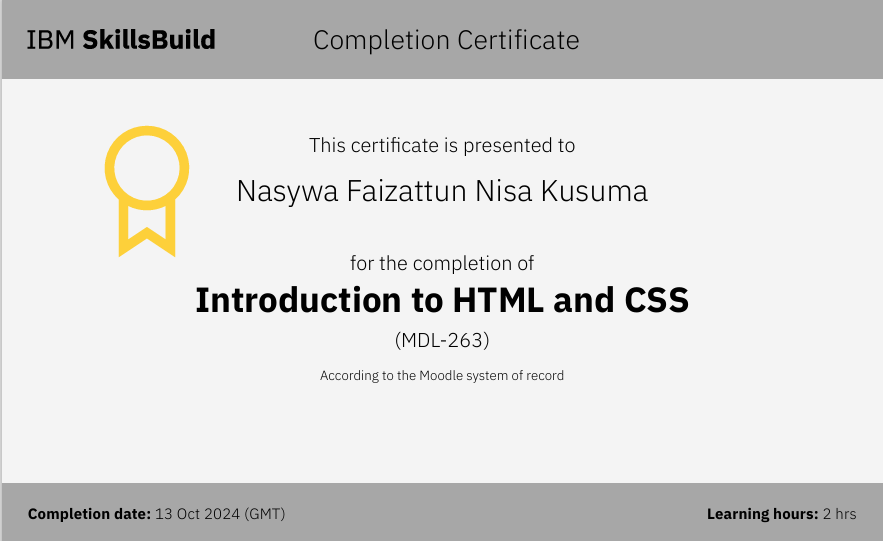 IBM SkillsBuild
Completion Certificate
This certificate is presented to
Nasywa Faizattun Nisa Kusuma
for the completion of
Introduction to HTML and CSS
(MDL-263)
According to the Moodle system of record
Completion date: 13 Oct 2024 (GMT)
Learning hours: 2 hrs